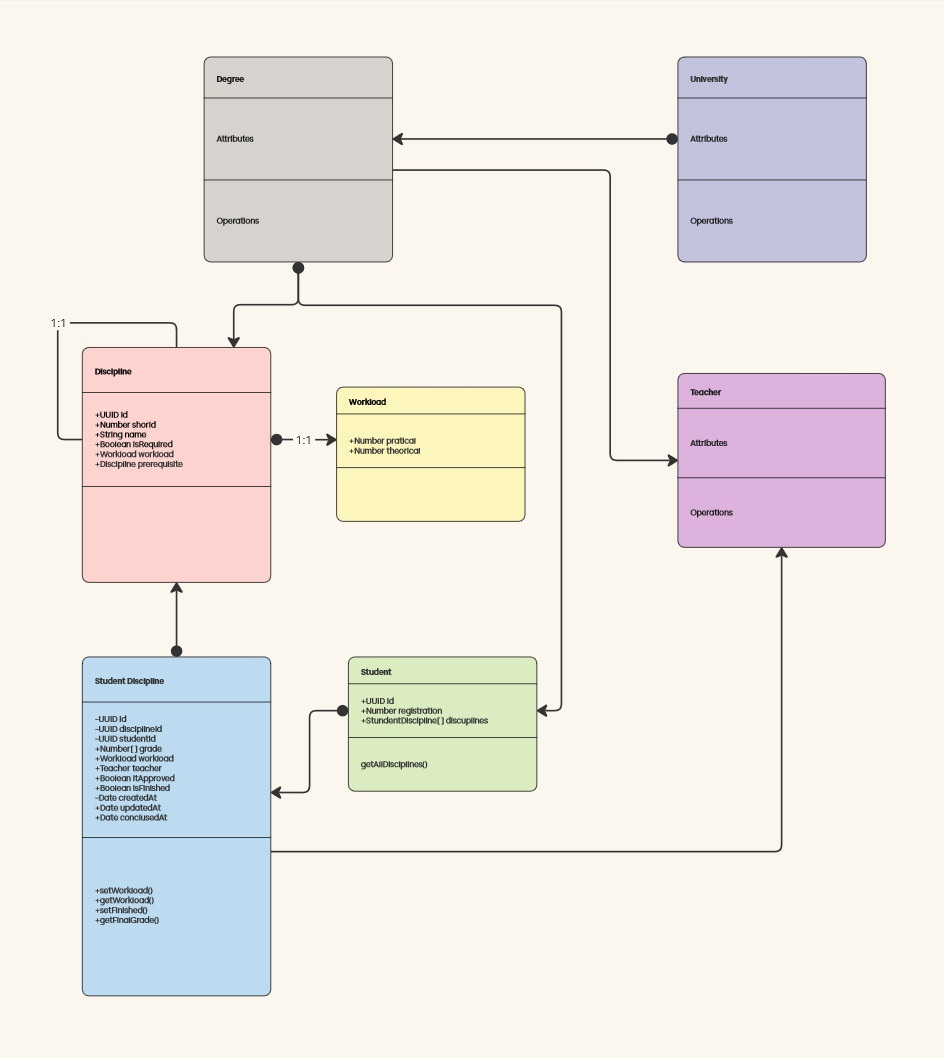 Degree
Attributes
Operations
University
Attributes
Operations
1:1
Discipline
+UUID id
+Number shorId
+String name
+Boolean isRequired
+Workload workload
+Discipline prerequisite
1:1
Workload
+Number pratical
+Number theorical
Teacher
Attributes
Operations
Student Discipline
-UUID id
-UUID disciplineId
-UUID studentId
+Number[ ] grade
+Workload workload
+Teacher teacher
+Boolean itApproved
+Boolean isFinished
-Date createdAt
+Date updatedAt
+Date conclusedAt
+setWorkload()
+getWorkload()
+setFinished()
+getFinalGrade()
Student
+UUID id
+Number registration
+StundentDiscipline[ ] discuplines
getAllDisciplines()